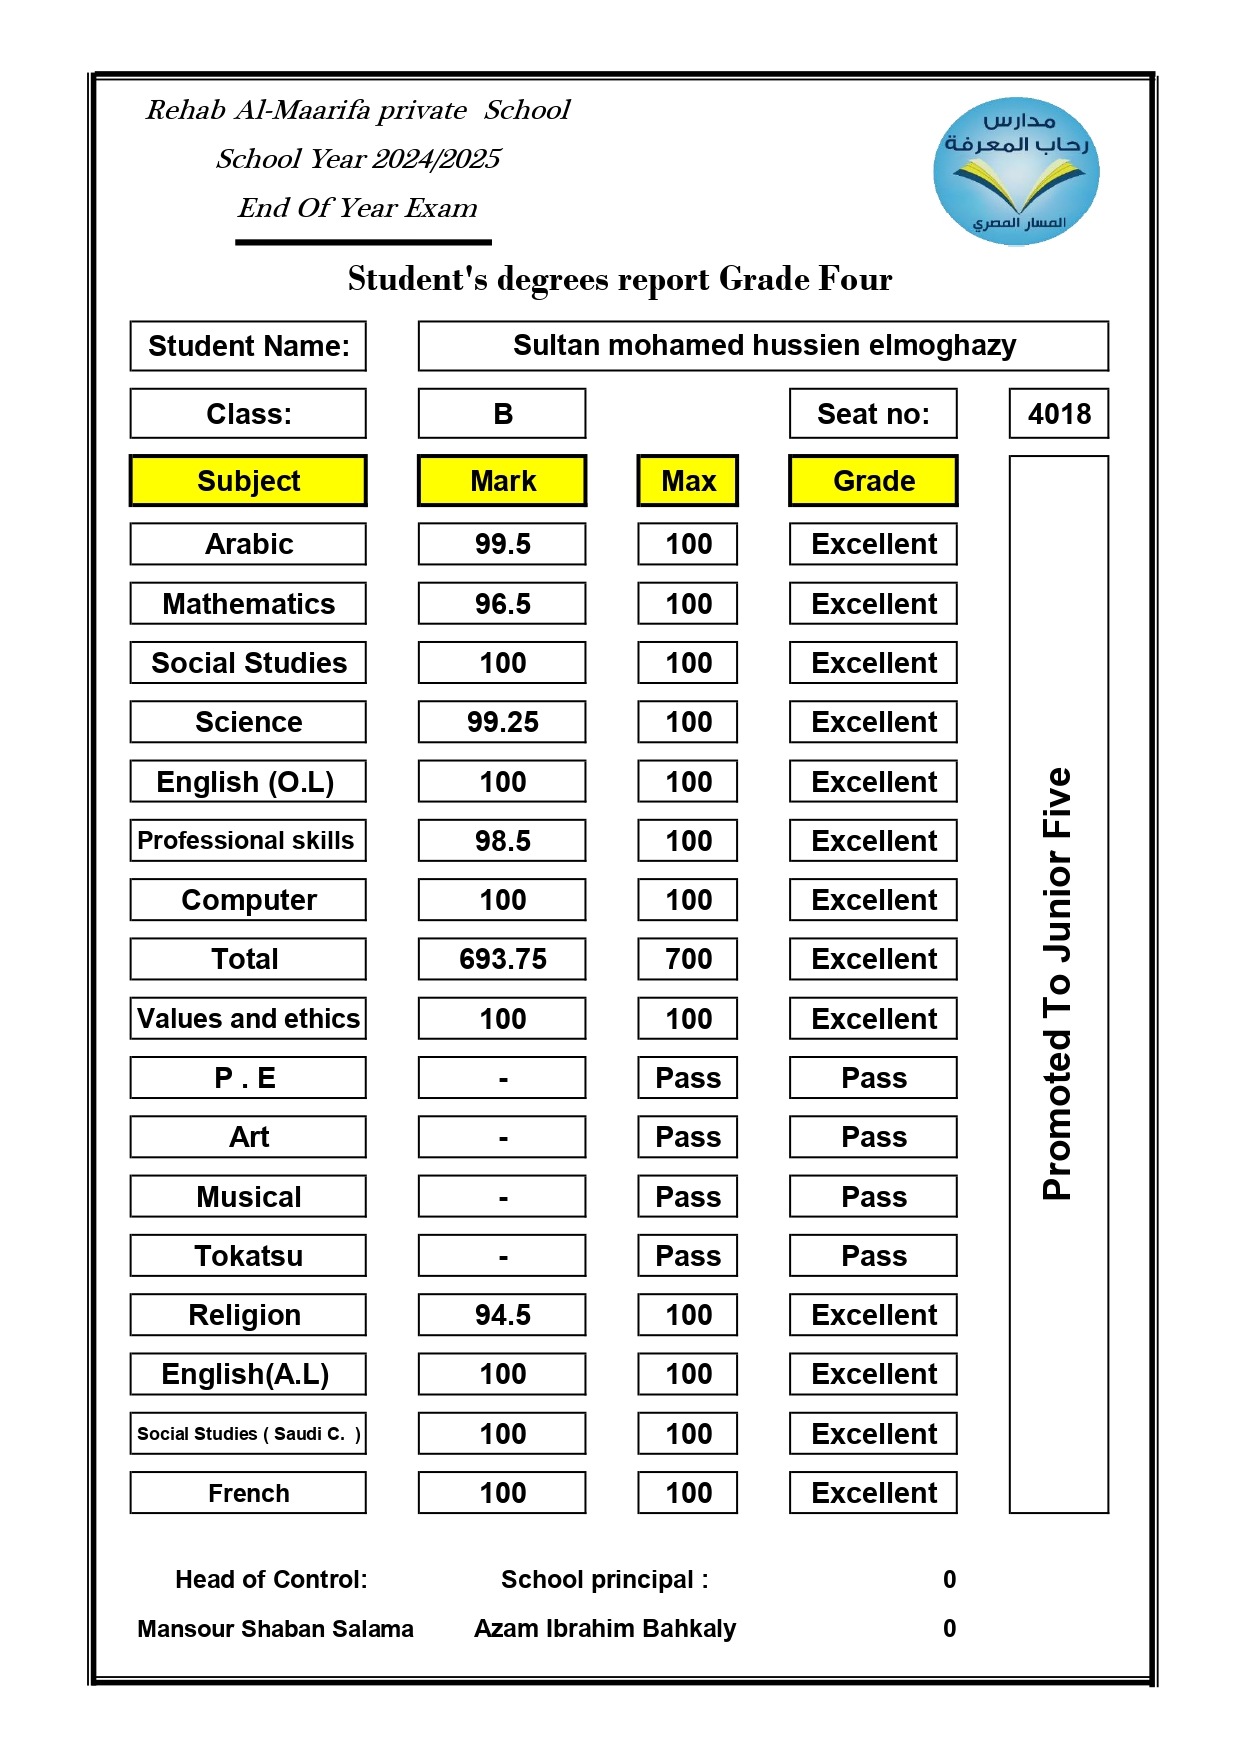 Rehab Al-Maarifa private School
School Year 2024/2025
End Of Year Exam
مدارس
رحاب المعرفة
المسار المصري
Student's degrees report Grade Four
Student Name: Sultan mohamed hussien elmoghazy
Class: B Seat no: 4018
Subject Mark Max Grade
Arabic 99.5 100 Excellent
Mathematics 96.5 100 Excellent
Social Studies 100 100 Excellent
Science 99.25 100 Excellent
English (O.L) 100 100 Excellent
Professional skills 98.5 100 Excellent
Computer 100 100 Excellent
Total 693.75 700 Excellent
Values and ethics 100 100 Excellent
P . E - Pass Pass
Art - Pass Pass
Musical - Pass Pass
Tokatsu - Pass Pass
Religion 94.5 100 Excellent
English(A.L) 100 100 Excellent
Social Studies ( Saudi C. ) 100 100 Excellent
French 100 100 Excellent
Promoted To Junior Five
Head of Control: School principal : 0
Mansour Shaban Salama Azam Ibrahim Bahkaly 0